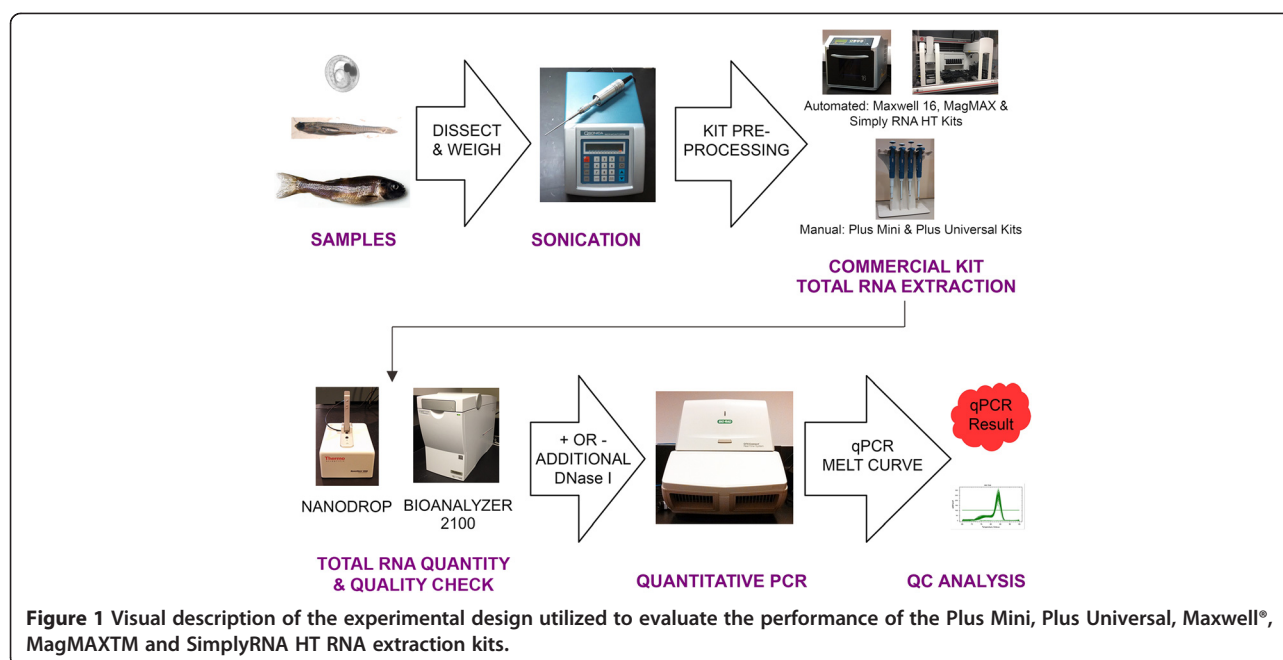 DISSECT
& WEIGH
KIT PRE-
PROCESSING
Automated: Maxwell 16, MagMAX &
Simply RNA HT Kits
Manual: Plus Mini & Plus Universal Kits
SAMPLES
SONICATION
COMMERCIAL KIT
TOTAL RNA EXTRACTION
NANODROP
BIOANALYZER
2100
+ OR -
ADDITIONAL
DNase I
qPCR
MELT CURVE
qPCR
Result
TOTAL RNA QUANTITY
& QUALITY CHECK
QUANTITATIVE PCR
QC ANALYSIS
Figure 1 Visual description of the experimental design utilized to evaluate the performance of the Plus Mini, Plus Universal, Maxwell®,
MagMAXTM and SimplyRNA HT RNA extraction kits.